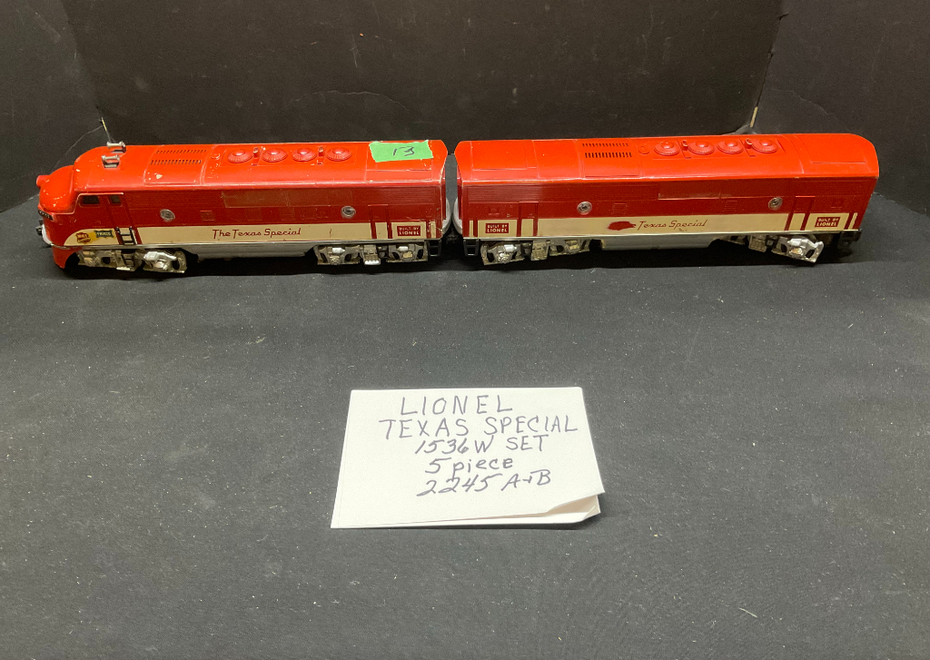 13
The Texas Special
BUILT BY
LIONEL
BUILT BY
LIONEL
Texas Special
BUILT BY
LIONEL
LIONEL
TEXAS SPECIAL
1536W SET
5 piece
2245 A+B